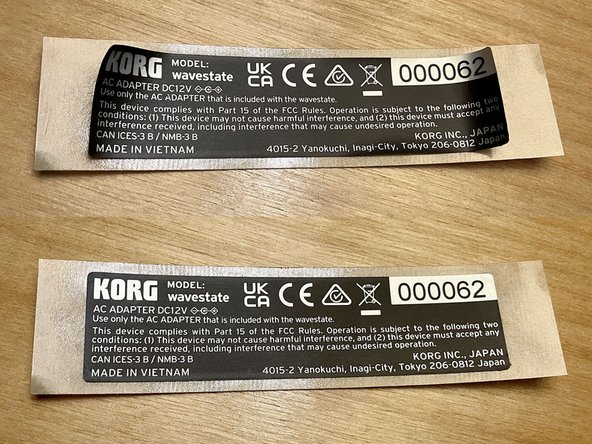 KORG MODEL: wavestate UK CA CE 000062
AC ADAPTER DC12V
Use only the AC ADAPTER that is included with the wavestate.
This device complies with Part 15 of the FCC Rules. Operation is subject to the following two
conditions: (1) This device may not cause harmful interference, and (2) this device must accept any
interference received, including interference that may cause undesired operation.
CAN ICES-3 B / NMB-3 B KORG INC., JAPAN
MADE IN VIETNAM 4015-2 Yanokuchi, Inagi-City, Tokyo 206-0812 Japan
KORG MODEL: wavestate UK CA CE 000062
AC ADAPTER DC12V
Use only the AC ADAPTER that is included with the wavestate.
This device complies with Part 15 of the FCC Rules. Operation is subject to the following two
conditions: (1) This device may not cause harmful interference, and (2) this device must accept any
interference received, including interference that may cause undesired operation.
CAN ICES-3 B / NMB-3 B KORG INC., JAPAN
MADE IN VIETNAM 4015-2 Yanokuchi, Inagi-City, Tokyo 206-0812 Japan